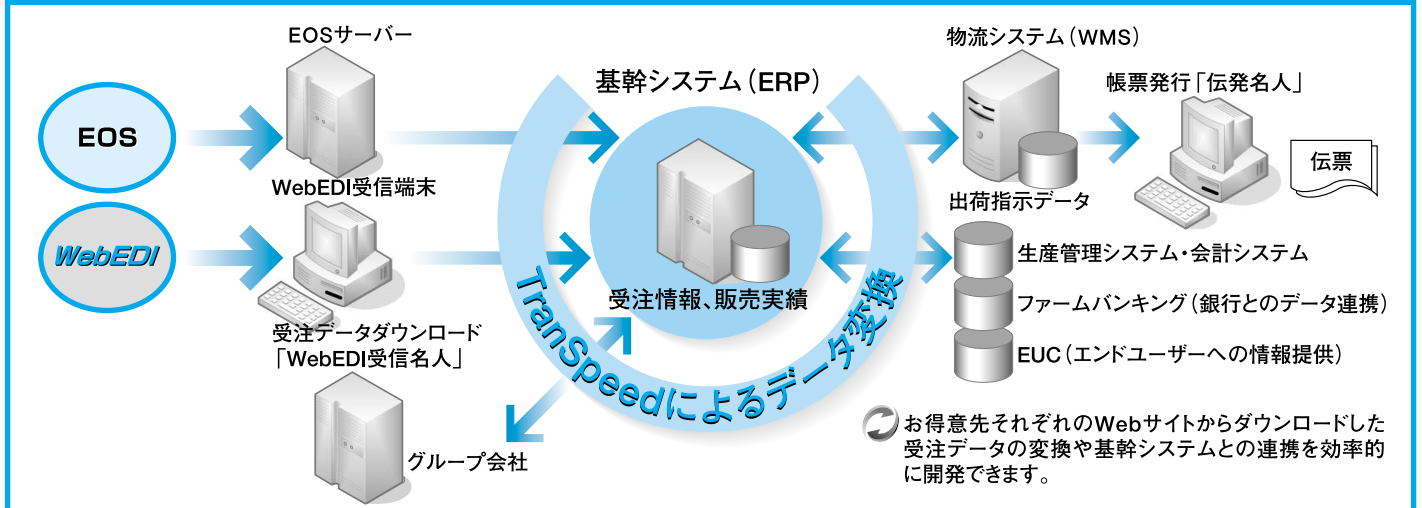 EOSサーバー
物流システム（WMS）
基幹システム（ERP）
帳票発行「伝発名人」
EOS
伝票
WebEDI受信端末
出荷指示データ
WebEDI
生産管理システム・会計システム
受注情報、販売実績
ファームバンキング（銀行とのデータ連携）
受注データダウンロード
「WebEDI受信名人」
EUC（エンドユーザーへの情報提供）
TranSpeedによるデータ変換
グループ会社
お得意先それぞれのWebサイトからダウンロードした
受注データの変換や基幹システムとの連携を効率的
に開発できます。